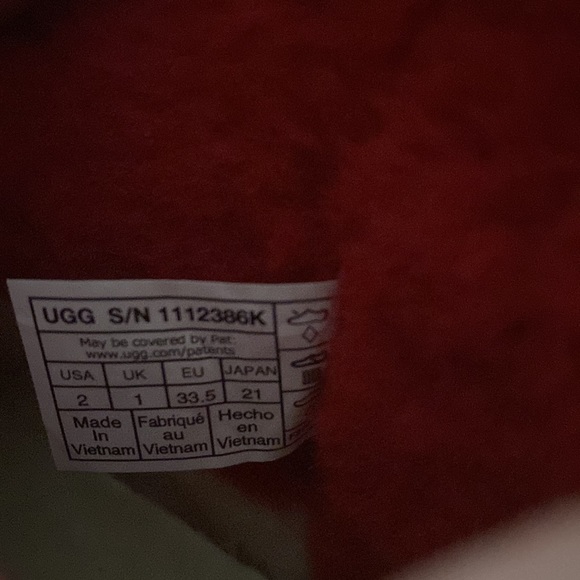 UGG S/N 1112386K
May be covered by Pat:
www.ugg.com/patents
USA UK EU JAPAN
2 1 33.5 21
Made In Vietnam
Fabriqué au Vietnam
Hecho en Vietnam